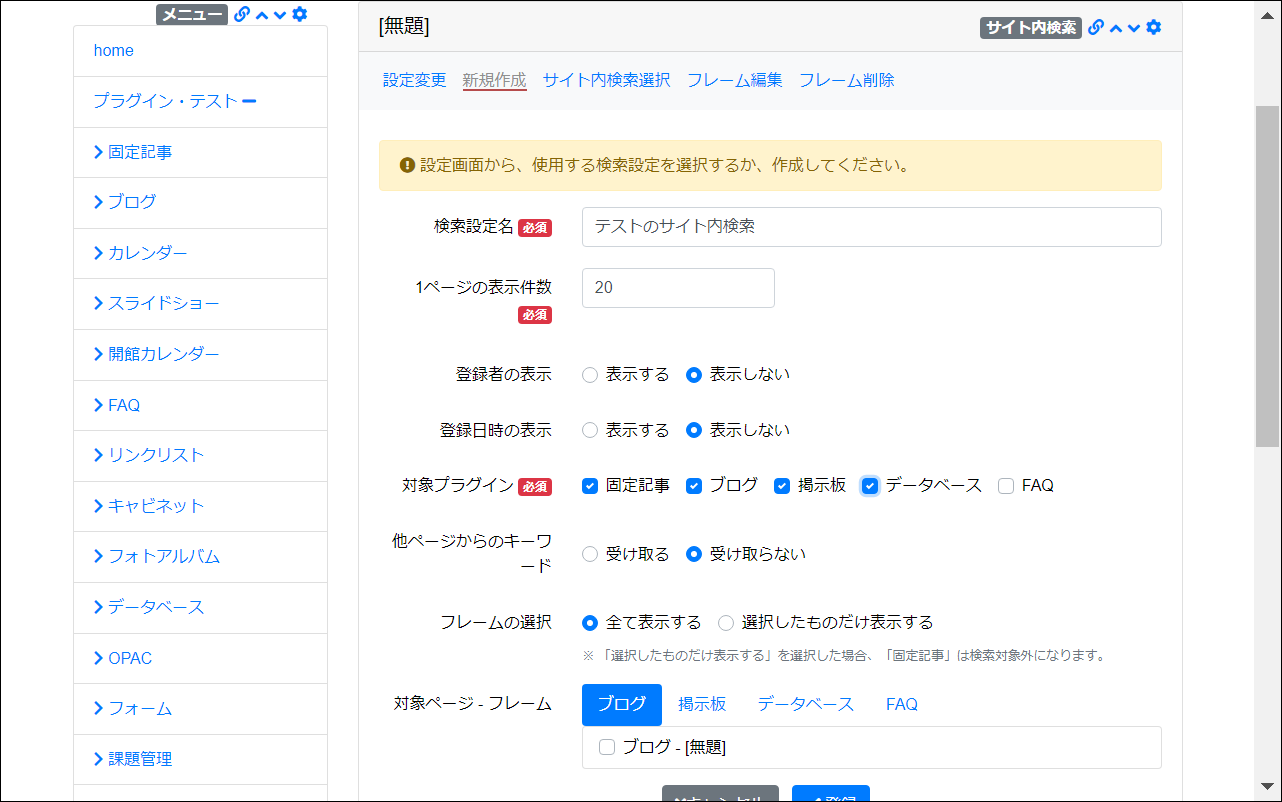 メニュー
home
プラグイン・テスト
固定記事
ブログ
カレンダー
スライドショー
開館カレンダー
FAQ
リンクリスト
キャビネット
フォトアルバム
データベース
OPAC
フォーム
課題管理
[無題]
サイト内検索
設定変更 新規作成 サイト内検索選択 フレーム編集 フレーム削除
設定画面から、使用する検索設定を選択するか、作成してください。
検索設定名 必須 テストのサイト内検索
1ページの表示件数 20
必須
登録者の表示 表示する 表示しない
登録日時の表示 表示する 表示しない
対象プラグイン 必須 固定記事 ブログ 掲示板 データベース FAQ
他ページからのキーワ
ード 受け取る 受け取らない
フレームの選択 全て表示する 選択したものだけ表示する
※ 「選択したものだけ表示する」を選択した場合、「固定記事」は検索対象外になります。
対象ページ - フレーム ブログ 掲示板 データベース FAQ
ブログ - [無題]